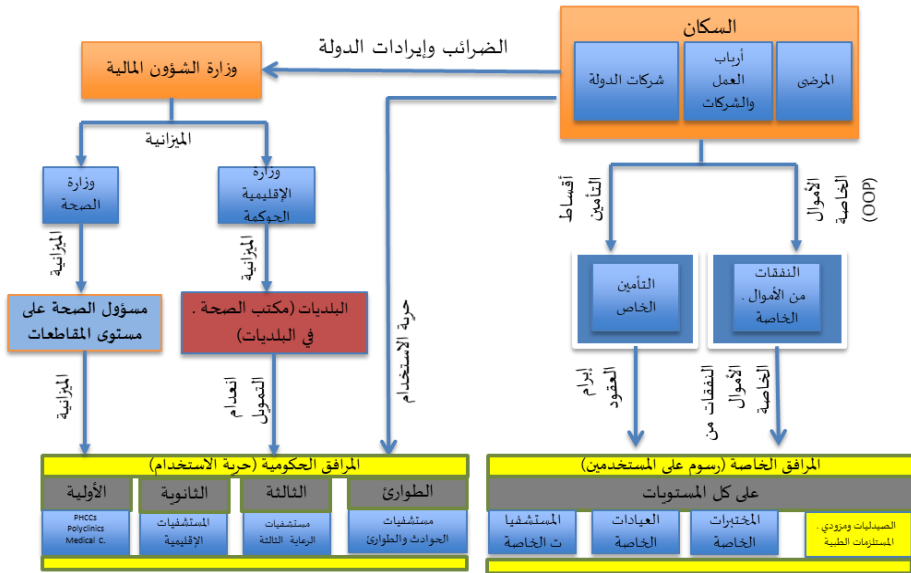 السكان
أرباب
العمل
والشركات
شركات الدولة
المرضى
الضرائب وإيرادات الدولة
وزارة الشؤون المالية
الميزانية
وزارة
الإقليمية
الحوكمة
وزارة
الصحة
الأموال
الخاصة
(OOP)
أقساط
التأمين
الميزانية
الميزانية
النفقات
من الأموال .
الخاصة
التأمين
الخاص
البلديات (مكتب الصحة .
في البلديات)
مسؤول الصحة على
مستوى المقاطعات
حرية الاستخدام
النفقات من
الأموال
الخاصة
إبرام
العقود
انعدام
التمويل
الميزانية
المرافق الخاصة (رسوم على المستخدمين)
على كل المستويات
الصيدليات ومزودي .
المستلزمات الطبية
المختبرات
الخاصة
العيادات
الخاصة
المستشفيا
ت الخاصة
المرافق الحكومية (حرية الاستخدام)
الطوارئ
الثالثة
الثانوية
الأولية
مستشفيات
الحوادث والطوارئ
مستشفيات
الرعاية الثالثة
المستشفيات
الإقليمية
PHCCs
Polyclinics
Medical C.